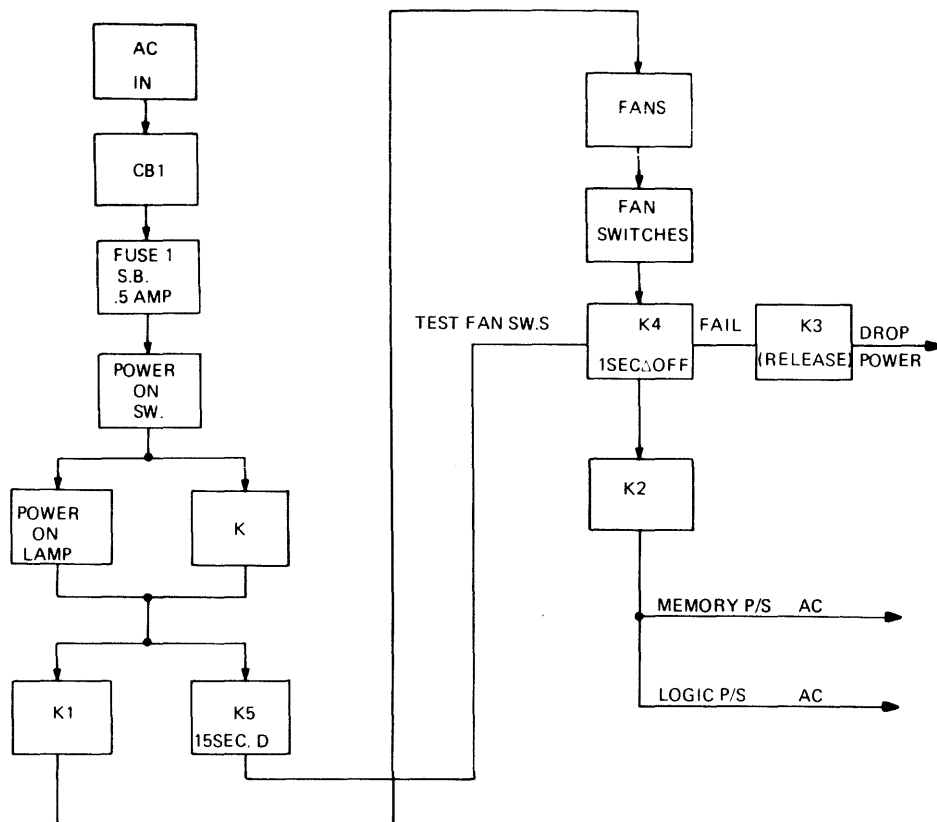 AC
IN
CB1
FUSE 1
S.B.
.5 AMP
POWER
ON
SW.
POWER
ON
LAMP
K
K1
K5
15SEC. D
FANS
FAN
SWITCHES
TEST FAN SW.S
K4
1SEC△OFF
FAIL
K3
(RELEASE)
DROP
POWER
K2
MEMORY P/S AC
LOGIC P/S AC